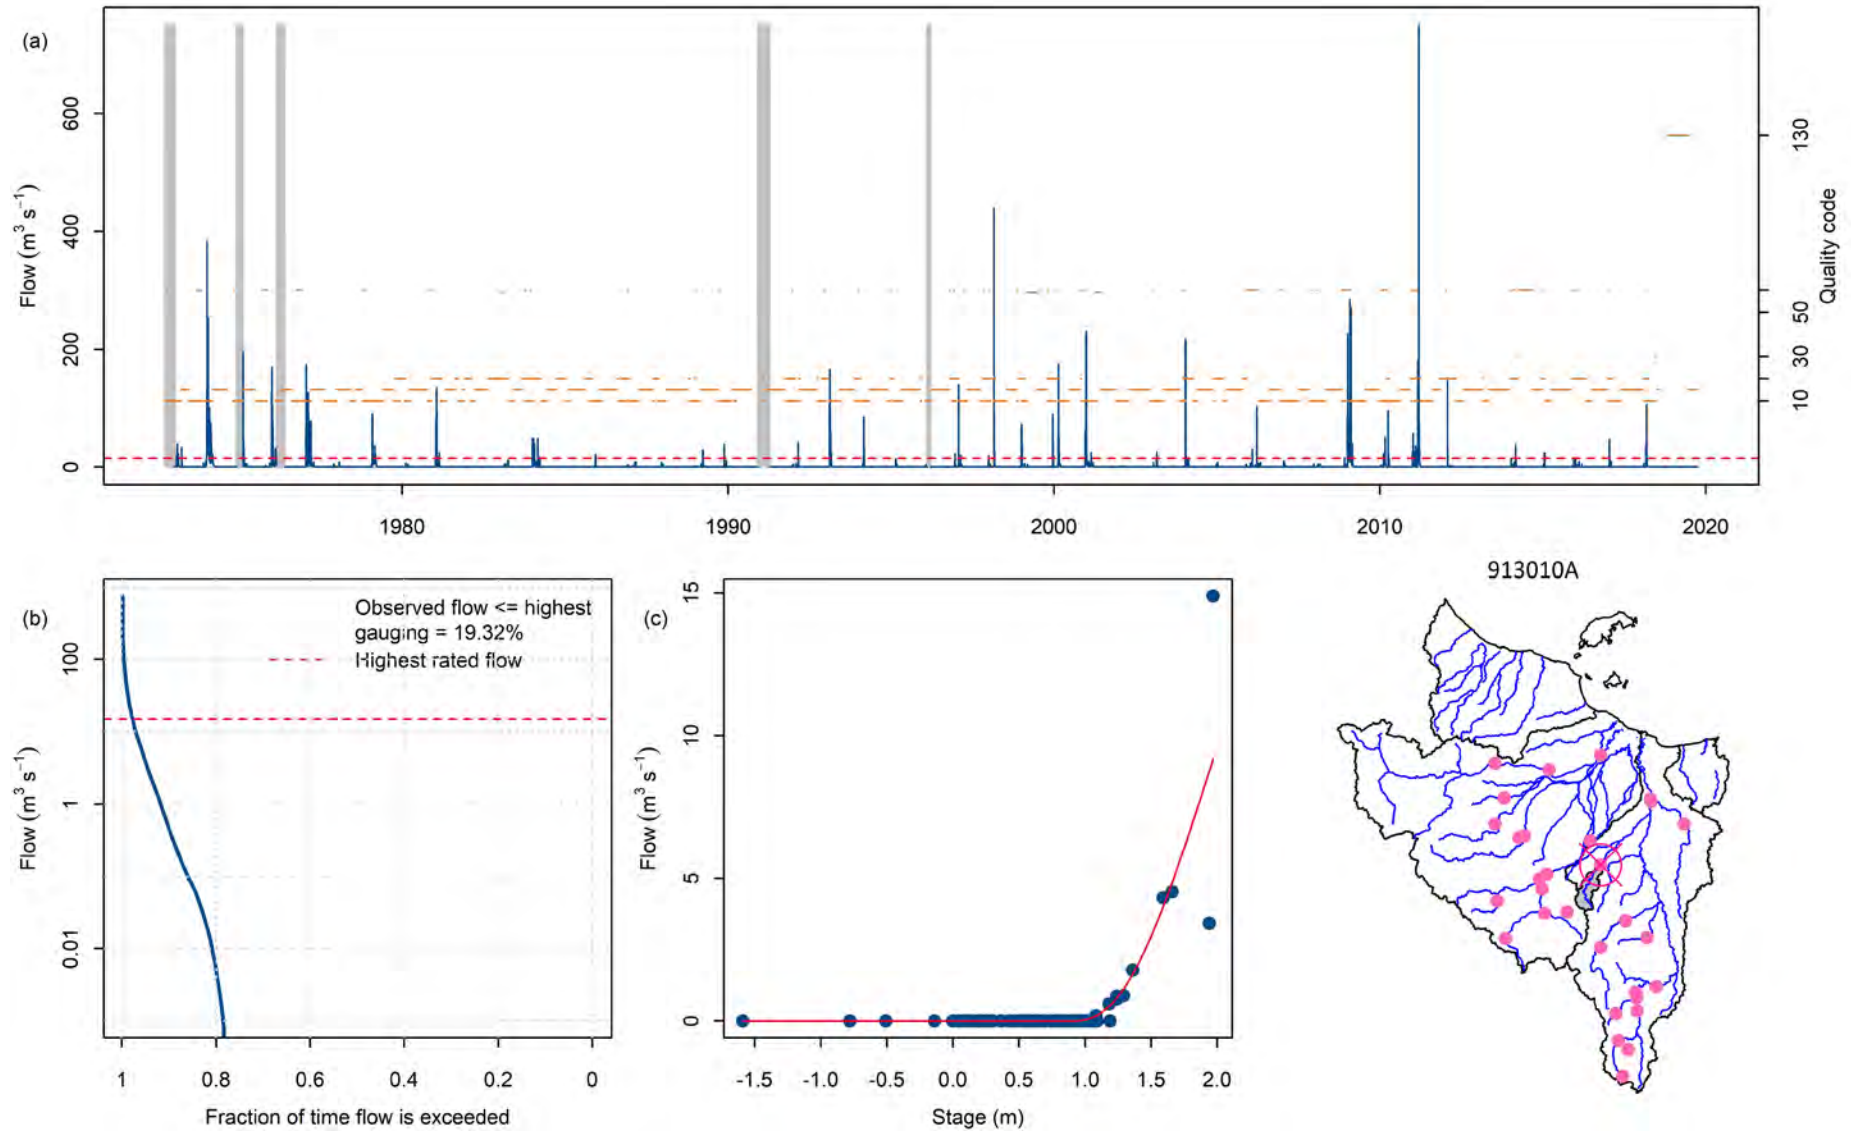 (a)
600
400
200
0
Flow (m³ s⁻¹)
130
50
30
10
Quality code
1980
1990
2000
2010
2020
(b)
Observed flow <= highest
gauging = 19.32%
Highest rated flow
100
1
0.01
Flow (m³ s⁻¹)
1
0.8
0.6
0.4
0.2
0
Fraction of time flow is exceeded
(c)
15
10
5
0
Flow (m³ s⁻¹)
-1.5
-1.0
-0.5
0.0
0.5
1.0
1.5
2.0
Stage (m)
913010A